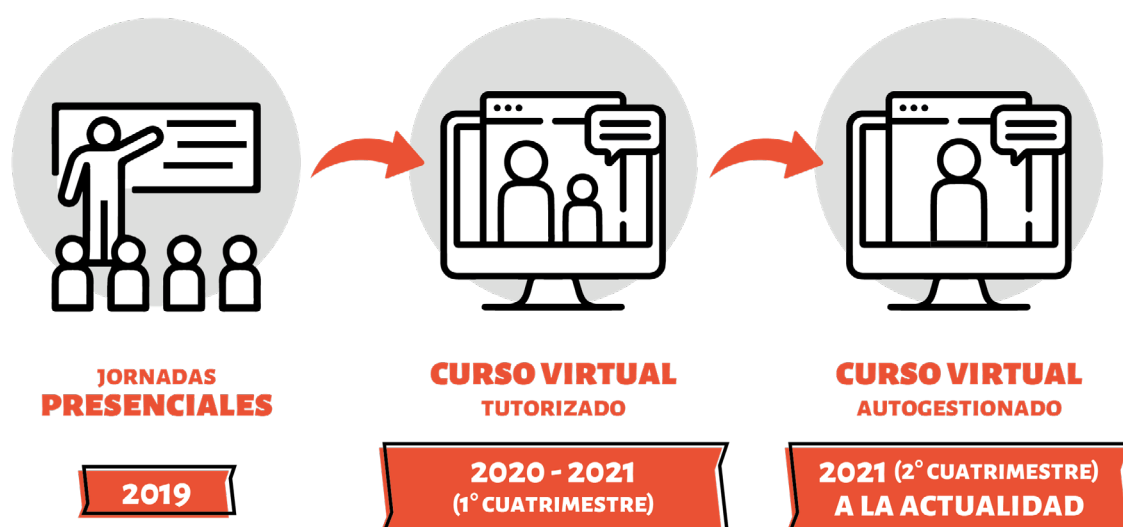 JORNADAS
PRESENCIALES
2019
CURSO VIRTUAL
TUTORIZADO
2020 - 2021
(1° CUATRIMESTRE)
CURSO VIRTUAL
AUTOGESTIONADO
2021 (2° CUATRIMESTRE)
A LA ACTUALIDAD